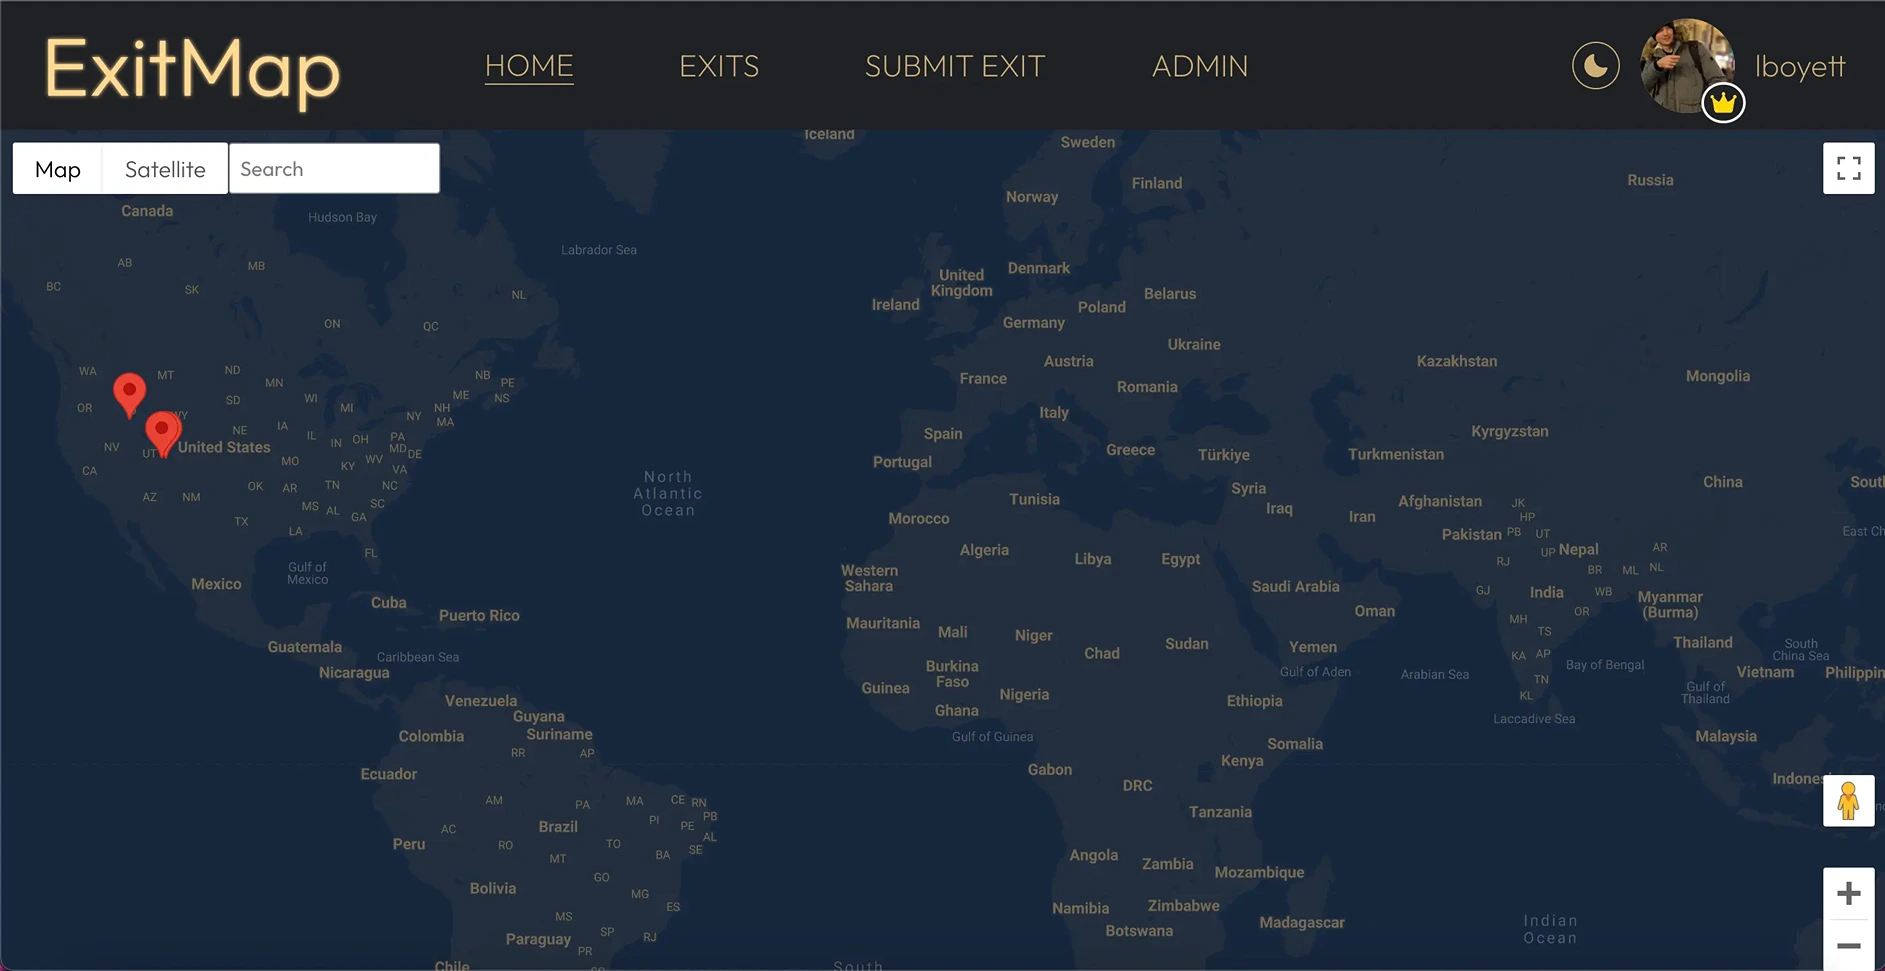 ExitMap
HOME
EXITS
SUBMIT EXIT
ADMIN
lboyett
Map
Satellite
Search
Iceland
Sweden
Finland
Norway
Russia
Canada
Hudson Bay
Labrador Sea
AB
MB
BC
SK
NL
ON
QC
United
Kingdom
Denmark
Ireland
Poland
Belarus
Germany
Ukraine
Austria
France
Romania
Kazakhstan
Mongolia
Italy
Spain
Portugal
Greece
Türkiye
Turkmenistan
Kyrgyzstan
WA
MT
ND
MN
OR
WY
SD
WI
MI
NB
PE
NS
ME
NH
MA
NY
NV
UT
United States
NE
IA
IL
IN
OH
PA
MD
DE
CA
MO
KY
WV
VA
AZ
NM
OK
AR
TN
NC
MS
AL
GA
SC
TX
LA
FL
North
Atlantic
Ocean
Gulf of
Mexico
Mexico
Cuba
Puerto Rico
Guatemala
Caribbean Sea
Nicaragua
Tunisia
Morocco
Algeria
Libya
Egypt
Western
Sahara
Syria
Iraq
Iran
Afghanistan
Pakistan
China
Sout
East Ch
JK
HP
PB
UT
UP
Nepal
RJ
BR
AR
ML
NL
GJ
India
WB
OR
MH
TS
KA
AP
TN
KL
Myanmar
(Burma)
Saudi Arabia
Oman
Yemen
Gulf of Aden
Arabian Sea
Bay of Bengal
Thailand
South
China Sea
Vietnam
Philippin
Gulf of
Thailand
Laccadive Sea
Malaysia
Indones
Mauritania
Mali
Niger
Chad
Sudan
Burkina
Faso
Guinea
Nigeria
Ghana
Gulf of Guinea
Ethiopia
Somalia
Kenya
Gabon
DRC
Tanzania
Angola
Zambia
Mozambique
Namibia
Zimbabwe
Botswana
Madagascar
Indian
Ocean
Venezuela
Guyana
Suriname
Colombia
RR
AP
Ecuador
AM
PA
MA
CE
RN
PB
PI
PE
AL
SE
AC
Brazil
Peru
RO
TO
BA
MT
GO
Bolivia
MG
MS
ES
SP
RJ
Paraguay
PR
Chile
South